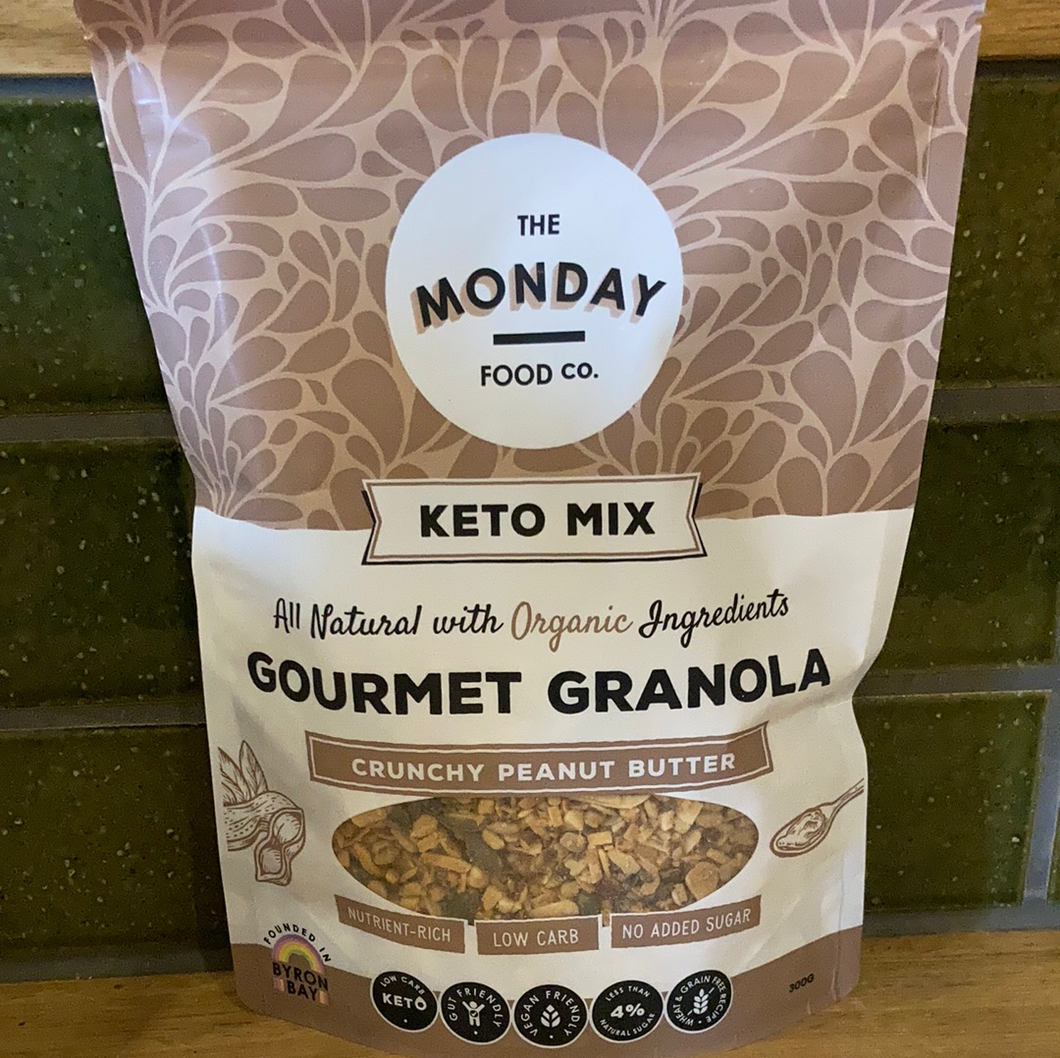 THE
MONDAY
FOOD CO.
KETO MIX
All Natural with Organic Ingredients
GOURMET GRANOLA
CRUNCHY PEANUT BUTTER
NUTRIENT-RICH
LOW CARB
NO ADDED SUGAR
FOUNDED IN
BYRON
BAY
LOW CARB
KETO
GUT FRIENDLY
VEGAN FRIENDLY
LESS THAN
4%
NATURAL SUGAR
WHEAT & GRAIN FREE RECIPE
300G